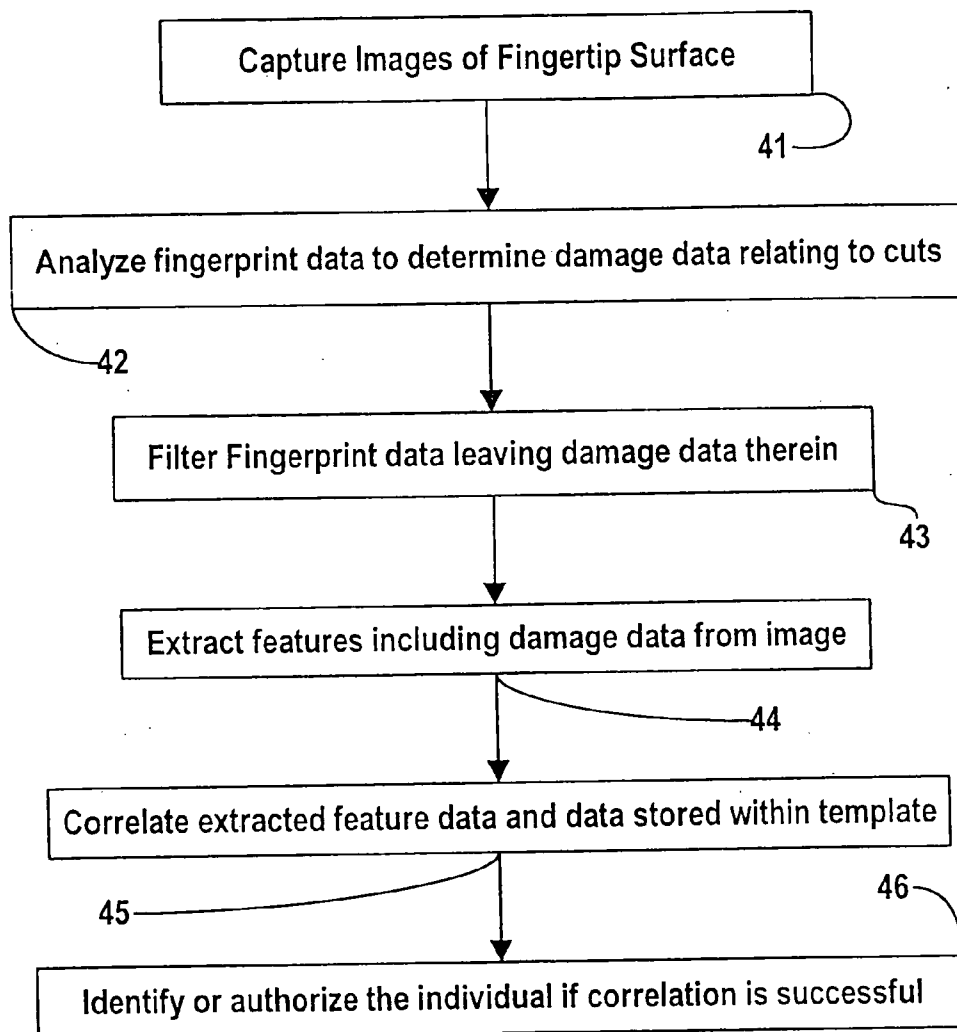 Capture Images of Fingertip Surface
41
Analyze fingerprint data to determine damage data relating to cuts
42
Filter Fingerprint data leaving damage data therein
43
Extract features including damage data from image
44
Correlate extracted feature data and data stored within template
45
46
Identify or authorize the individual if correlation is successful